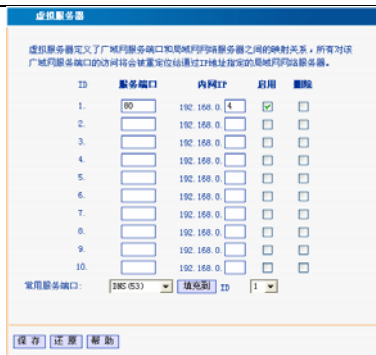 虚拟服务器
虚拟服务器定义了广域网服务端口和局域网网络服务器之间的映射关系，所有对该
广域网服务端口的访问将会被重定位给通过IP地址指定的局域网网络服务器。
ID 服务端口 内网IP 启用 删除
1. 80 192.168.0. 4
2. 192.168.0.
3. 192.168.0.
4. 192.168.0.
5. 192.168.0.
6. 192.168.0.
7. 192.168.0.
8. 192.168.0.
9. 192.168.0.
10. 192.168.0.
常用服务端口: DNS(53) 填充到 ID 1
保 存 还 原 帮 助